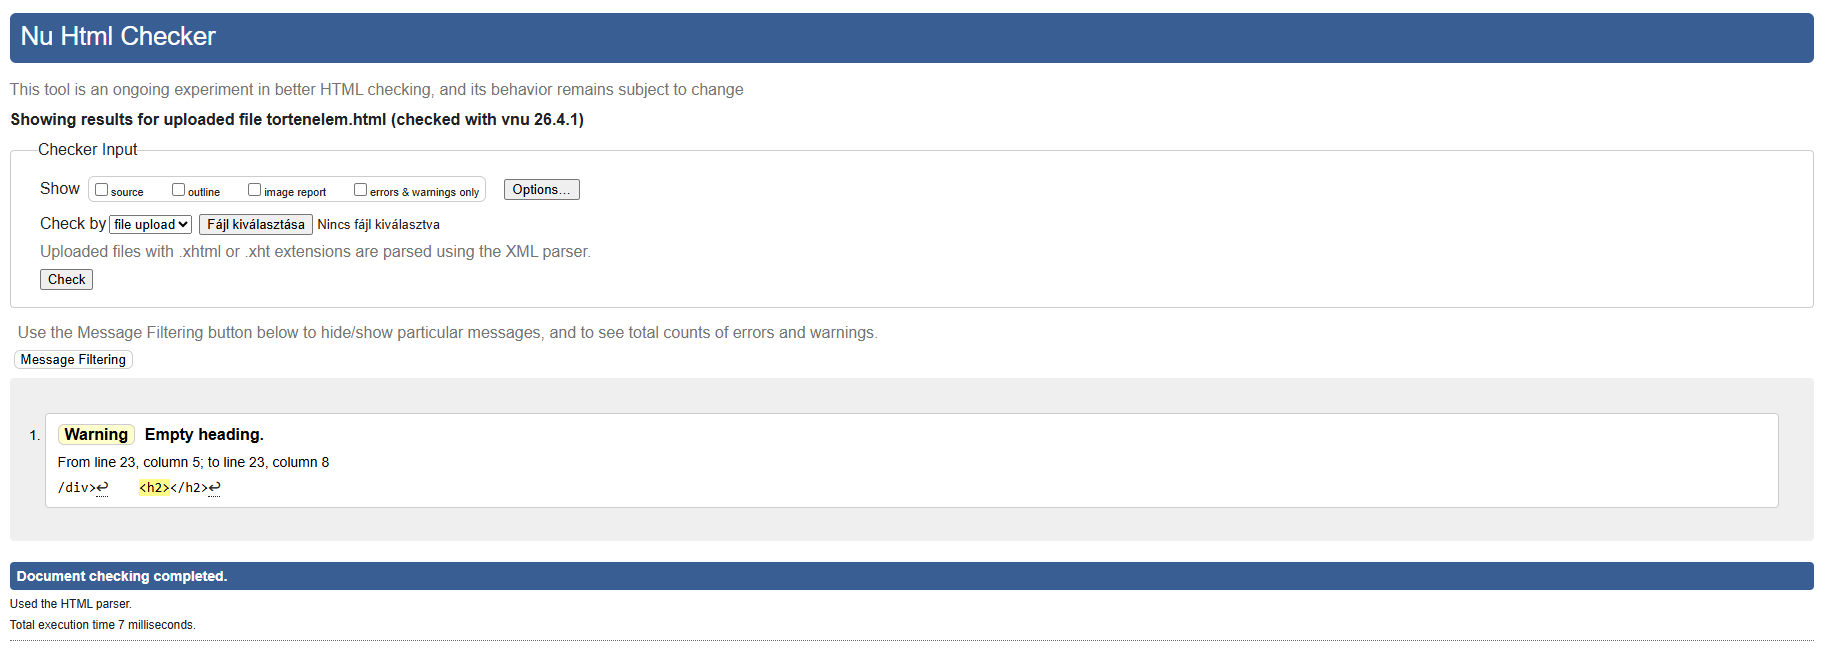 Nu Html Checker
This tool is an ongoing experiment in better HTML checking, and its behavior remains subject to change
Showing results for uploaded file tortenelem.html (checked with vnu 26.4.1)
Checker Input
Show source outline image report errors & warnings only Options...
Check by file upload Fájl kiválasztása Nincs fájl kiválasztva
Uploaded files with .xhtml or .xht extensions are parsed using the XML parser.
Check
Use the Message Filtering button below to hide/show particular messages, and to see total counts of errors and warnings.
Message Filtering
1. Warning Empty heading.
From line 23, column 5; to line 23, column 8
/div>↩    <h2></h2>↩
Document checking completed.
Used the HTML parser.
Total execution time 7 milliseconds.